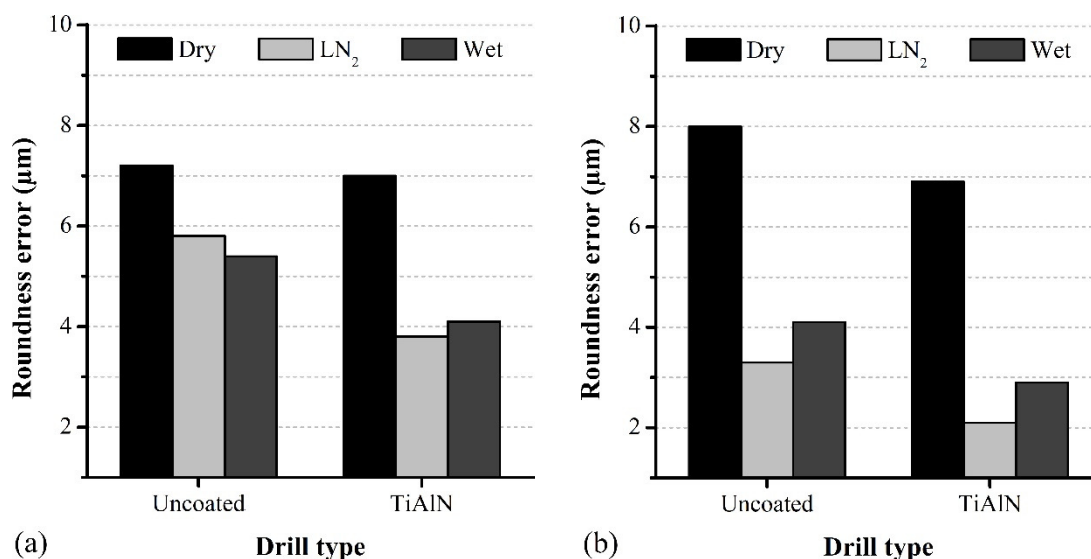 10
8
6
4
2
Roundness error (µm)
Dry LN₂ Wet
Uncoated TiAlN
Drill type
(a)
10
8
6
4
2
Roundness error (µm)
Dry LN₂ Wet
Uncoated TiAlN
Drill type
(b)